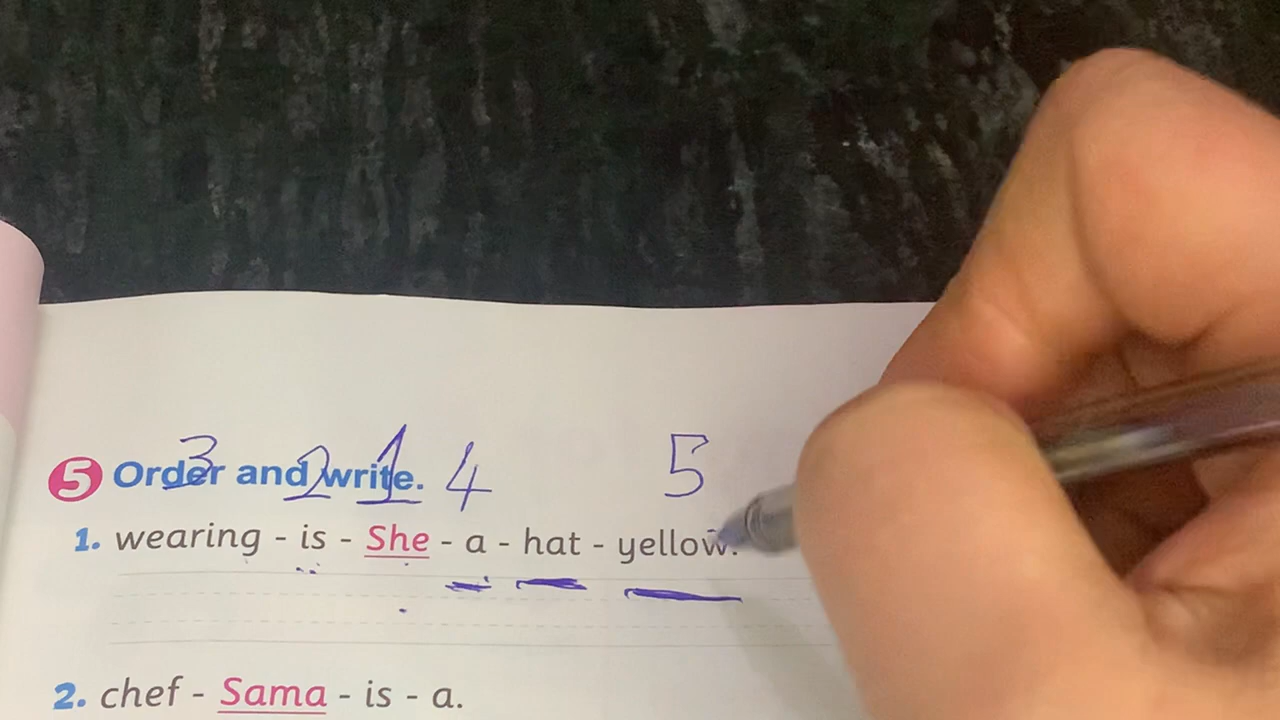 3 2 1 4 5
5 Order and write.
1. wearing - is - She - a - hat - yellow.
2. chef - Sama - is - a.